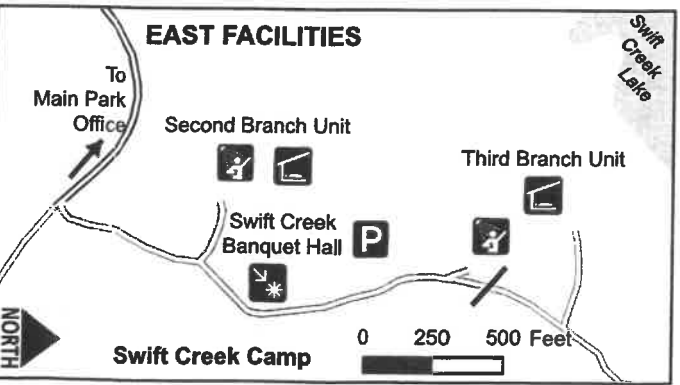 EAST FACILITIES
Swift
Creek
Lake
To
Main Park
Office
Second Branch Unit
Third Branch Unit
Swift Creek
Banquet Hall
P
NORTH
Swift Creek Camp
0 250 500 Feet